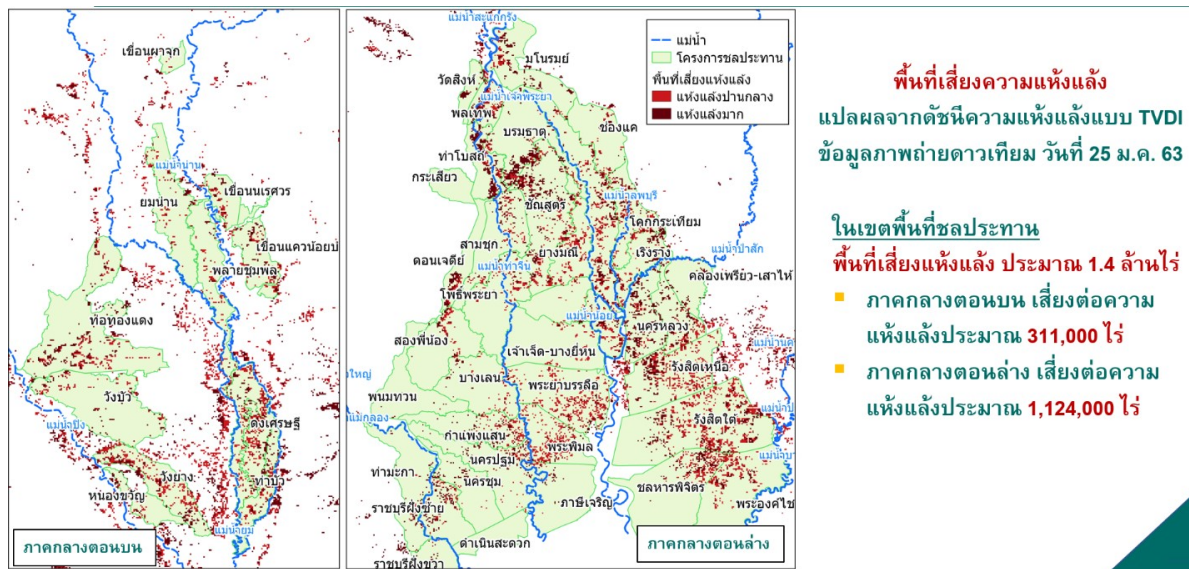 เขื่อนผาจุก
แม่น้ำน่าน
ยมน่าน
เขื่อนนเรศวร
เขื่อนแควน้อยบ
พลายชุมพล
ท่อทองแดง
วังบัว
แม่น้ำปิง
ดงเศรษฐี
วังยาง
ท่าบัว
หนองขวัญ
แม่น้ำยม
ภาคกลางตอนบน
แม่น้ำสะแกกรัง
มโนรมย์
วัดสิงห์
แม่น้ำเจ้าพระยา
พลเทพ
บรมธาตุ
ช่องแค
ท่าโบสถ์
กระเสียว
แม่น้ำลพบุรี
ชัณสูตร
โคกกระเทียม
สามชุก
ยางมณี
เริงราง
แม่น้ำป่าสัก
ดอนเจดีย์
แม่น้ำท่าจีน
คลองเพรียว-เสาไห้
โพธิ์พระยา
แม่น้ำน้อย
นครหลวง
สองพี่น้อง
เจ้าเจ็ด-บางยี่หน
รังสิตเหนือ
แม่น้ำนค
บางเลน
พระยาบรรลือ
ใหญ่
พนมทวน
รังสิตใต้
แม่กลอง
กำแพงแสน
พระพิมล
นครปฐม
ท่ามะกา
นครชุม
ชลหารพิจิตร
พระองค์ไช
ราชบุรีฝั่งซ้าย
ภาษีเจริญ
ดำเนินสะดวก
ราชบุรีฝั่งขวา
ภาคกลางตอนล่าง
แม่น้ำ
โครงการชลประทาน
พื้นที่เสี่ยงแห้งแล้ง
แห้งแล้งปานกลาง
แห้งแล้งมาก
พื้นที่เสี่ยงความแห้งแล้ง
แปลผลจากดัชนีความแห้งแล้งแบบ TVDI
ข้อมูลภาพถ่ายดาวเทียม วันที่ 25 ม.ค. 63
ในเขตพื้นที่ชลประทาน
พื้นที่เสี่ยงแห้งแล้ง ประมาณ 1.4 ล้านไร่
ภาคกลางตอนบน เสี่ยงต่อความ
แห้งแล้งประมาณ 311,000 ไร่
ภาคกลางตอนล่าง เสี่ยงต่อความ
แห้งแล้งประมาณ 1,124,000 ไร่